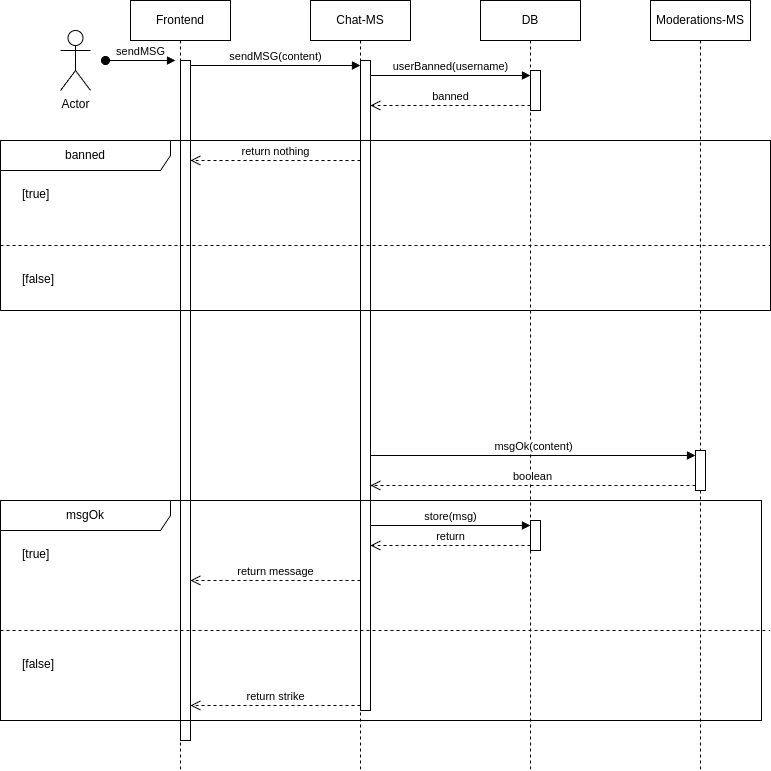 Frontend
Chat-MS
DB
Moderations-MS
sendMSG
sendMSG(content)
userBanned(username)
Actor
banned
banned
return nothing
[true]
[false]
msgOk(content)
boolean
msgOk
store(msg)
return
[true]
return message
[false]
return strike